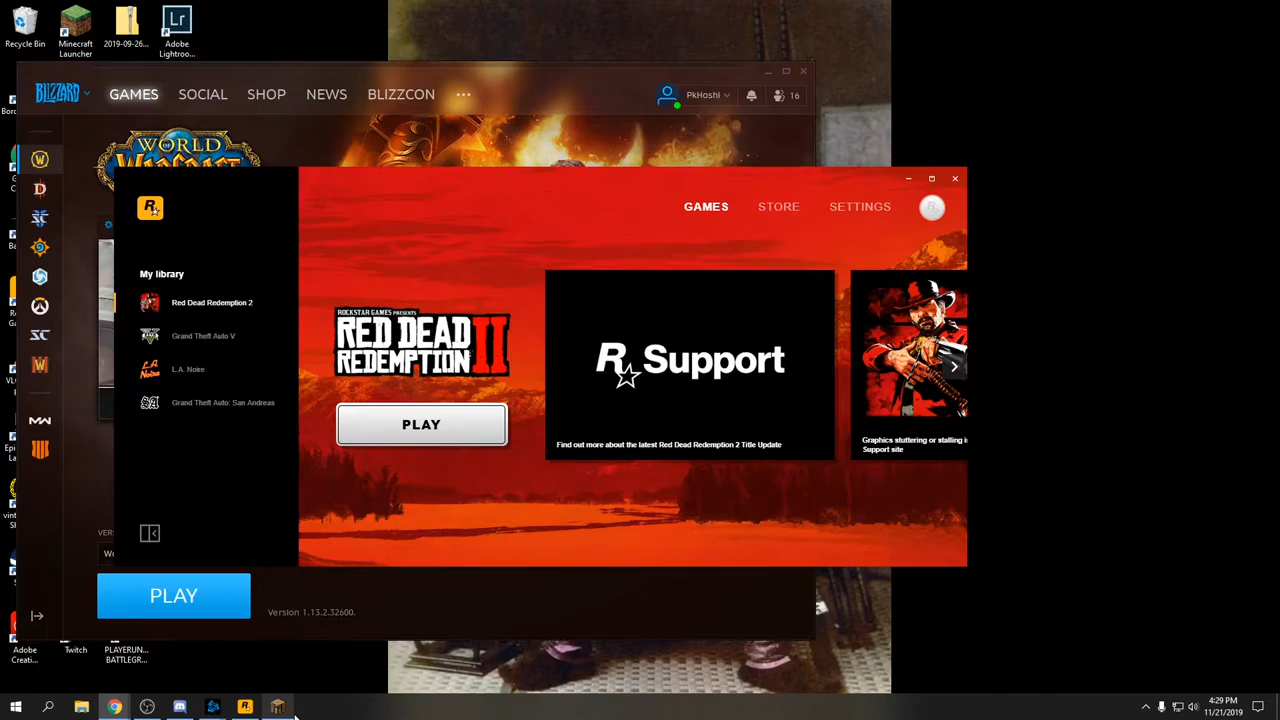 Recycle Bin
Minecraft
Launcher
2019-09-26...
Lr
Adobe
Lightroo...
BLIZZARD
GAMES
SOCIAL
SHOP
NEWS
BLIZZCON
PkHoshi
16
WORLD
OF
WARCRAFT
R
GAMES
STORE
SETTINGS
My library
Red Dead Redemption 2
Grand Theft Auto V
L.A. Noire
Grand Theft Auto: San Andreas
ROCKSTAR GAMES PRESENTS
RED DEAD
REDEMPTION II
PLAY
R Support
Find out more about the latest Red Dead Redemption 2 Title Update
Graphics stuttering or stalling i
Support site
VER
Wo
PLAY
Version 1.13.2.32600.
Adobe
Creati...
Twitch
PLAYERUN...
BATTLEGR...
4:29 PM
11/21/2019